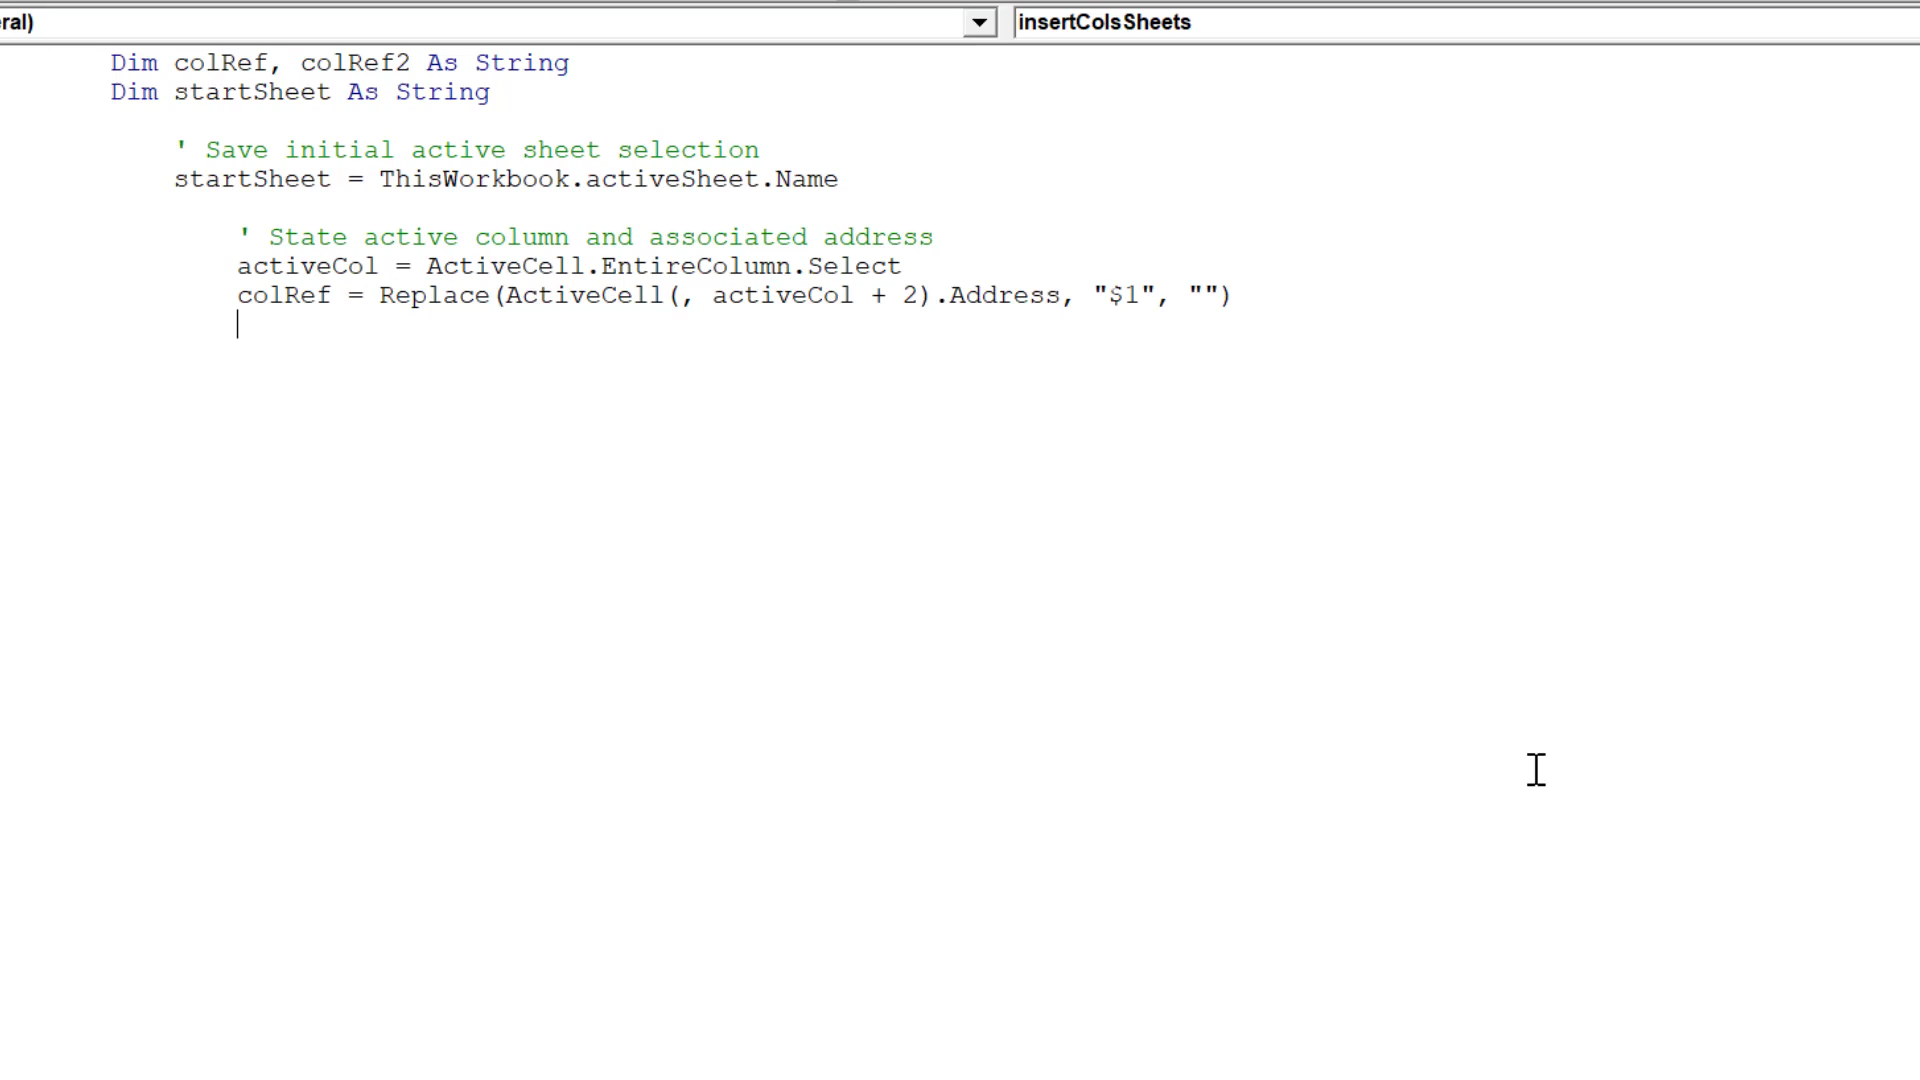 eral)
insertColsSheets
Dim colRef, colRef2 As String
Dim startSheet As String
' Save initial active sheet selection
startSheet = ThisWorkbook.activeSheet.Name
' State active column and associated address
activeCol = ActiveCell.EntireColumn.Select
colRef = Replace(ActiveCell(, activeCol + 2).Address, "$1", "")